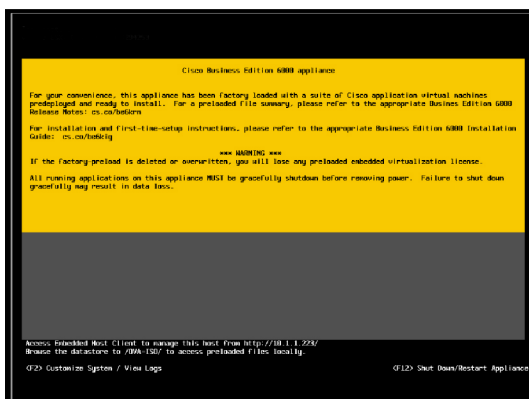 Cisco Business Edition 6000 appliance
For your convenience, this appliance has been factory loaded with a suite of Cisco application virtual machines
predeployed and ready to install. For a preloaded file summary, please refer to the appropriate Busines Edition 6000
Release Notes: cs.co/be6krn
For installation and first-time-setup instructions, please refer to the appropriate Business Edition 6000 Installation
Guide: cs.co/be6kig
*** WARNING ***
If the factory-preload is deleted or overwritten, you will lose any preloaded embedded virtualization license.
All running applications on this appliance MUST be gracefully shutdown before removing power. Failure to shut down
gracefully may result in data loss.
Access Embedded Host Client to manage this host from http://10.1.1.223/
Browse the datastore to /OVA-ISO/ to access preloaded files locally.
<F2> Customize System / View Logs
<F12> Shut Down/Restart Appliance